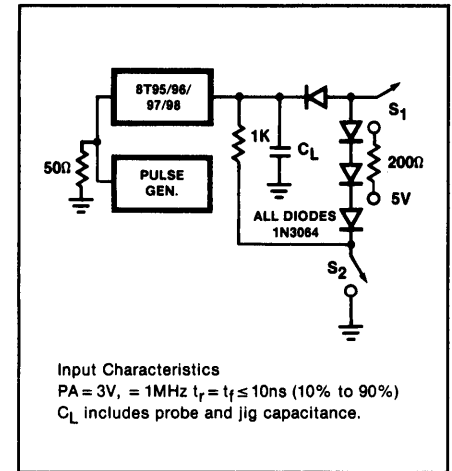 8T95/96/
97/98
S1
1K
CL
200Ω
50Ω
PULSE
GEN.
5V
ALL DIODES
1N3064
S2
Input Characteristics
PA = 3V, = 1MHz tr = tf ≤ 10ns (10% to 90%)
CL includes probe and jig capacitance.